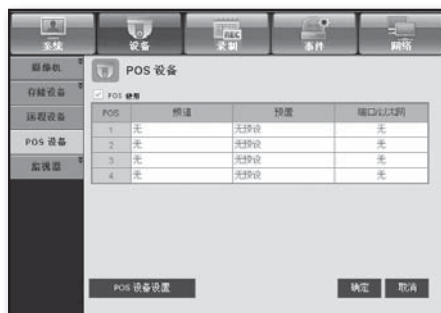 系统 设备 录制 事件 网络
REC
摄像机
存储设备
远程设备
POS 设备
监视器
POS 设备
POS 使用
POS 频道 预置 端口/以太网
1 无 无预设 无
2 无 无预设 无
3 无 无预设 无
4 无 无预设 无
POS 设备设置 确定 取消